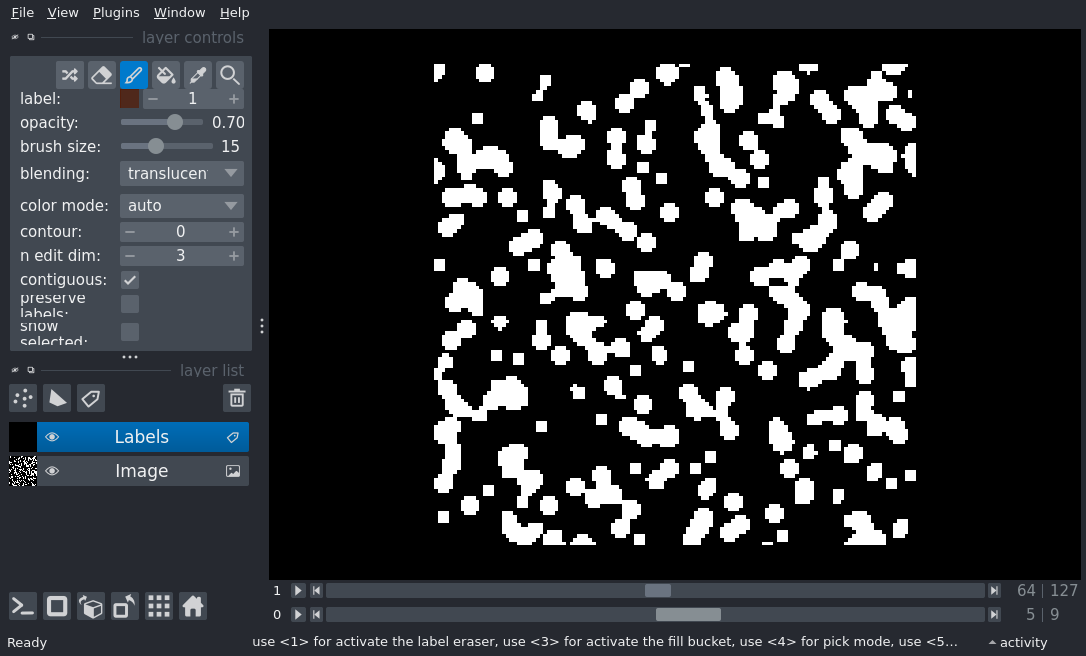 File View Plugins Window Help
layer controls
label: 1
opacity: 0.70
brush size: 15
blending: translucen
color mode: auto
contour: 0
n edit dim: 3
contiguous:
preserve
labels:
show
selected:
layer list
Labels
Image
1 64 | 127
0 5 | 9
Ready use <1> for activate the label eraser, use <3> for activate the fill bucket, use <4> for pick mode, use <5... activity